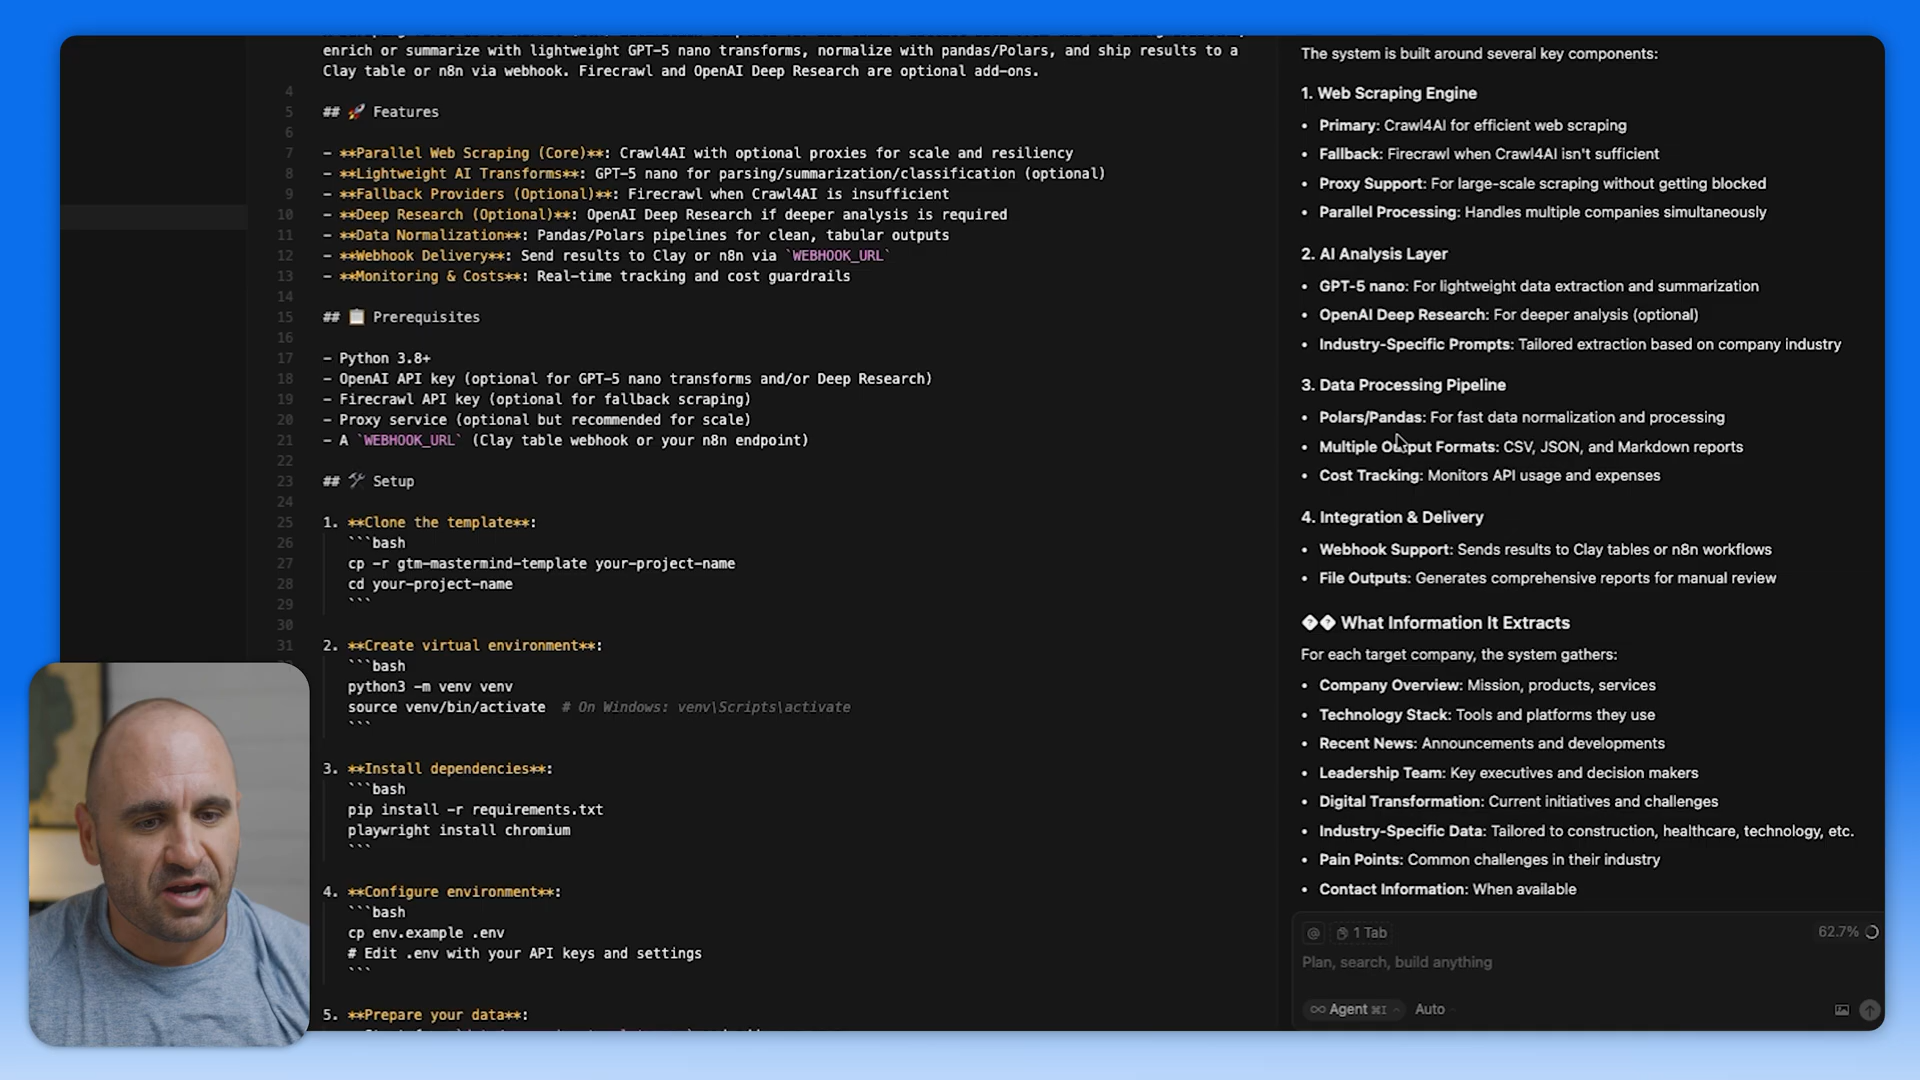 enrich or summarize with lightweight GPT-5 nano transforms, normalize with pandas/Polars, and ship results to a
Clay table or n8n via webhook. Firecrawl and OpenAI Deep Research are optional add-ons.
4
5 ## 🚀 Features
6
7 - **Parallel Web Scraping (Core)**: Crawl4AI with optional proxies for scale and resiliency
8 - **Lightweight AI Transforms**: GPT-5 nano for parsing/summarization/classification (optional)
9 - **Fallback Providers (Optional)**: Firecrawl when Crawl4AI is insufficient
10 - **Deep Research (Optional)**: OpenAI Deep Research if deeper analysis is required
11 - **Data Normalization**: Pandas/Polars pipelines for clean, tabular outputs
12 - **Webhook Delivery**: Send results to Clay or n8n via `WEBHOOK_URL`
13 - **Monitoring & Costs**: Real-time tracking and cost guardrails
14
15 ## 📋 Prerequisites
16
17 - Python 3.8+
18 - OpenAI API key (optional for GPT-5 nano transforms and/or Deep Research)
19 - Firecrawl API key (optional for fallback scraping)
20 - Proxy service (optional but recommended for scale)
21 - A `WEBHOOK_URL` (Clay table webhook or your n8n endpoint)
22
23 ## 🛠 Setup
24
25 1. **Clone the template**:
26 ```bash
27 cp -r gtm-mastermind-template your-project-name
28 cd your-project-name
29 ```
30
31 2. **Create virtual environment**:
```bash
python3 -m venv venv
source venv/bin/activate # On Windows: venv\Scripts\activate
```
3. **Install dependencies**:
```bash
pip install -r requirements.txt
playwright install chromium
```
4. **Configure environment**:
```bash
cp env.example .env
# Edit .env with your API keys and settings
```
5. **Prepare your data**:
The system is built around several key components:
1. Web Scraping Engine
• Primary: Crawl4AI for efficient web scraping
• Fallback: Firecrawl when Crawl4AI isn't sufficient
• Proxy Support: For large-scale scraping without getting blocked
• Parallel Processing: Handles multiple companies simultaneously
2. AI Analysis Layer
• GPT-5 nano: For lightweight data extraction and summarization
• OpenAI Deep Research: For deeper analysis (optional)
• Industry-Specific Prompts: Tailored extraction based on company industry
3. Data Processing Pipeline
• Polars/Pandas: For fast data normalization and processing
• Multiple Output Formats: CSV, JSON, and Markdown reports
• Cost Tracking: Monitors API usage and expenses
4. Integration & Delivery
• Webhook Support: Sends results to Clay tables or n8n workflows
• File Outputs: Generates comprehensive reports for manual review
�� What Information It Extracts
For each target company, the system gathers:
• Company Overview: Mission, products, services
• Technology Stack: Tools and platforms they use
• Recent News: Announcements and developments
• Leadership Team: Key executives and decision makers
• Digital Transformation: Current initiatives and challenges
• Industry-Specific Data: Tailored to construction, healthcare, technology, etc.
• Pain Points: Common challenges in their industry
• Contact Information: When available
@ 1 Tab 62.7%
Plan, search, build anything
∞ Agent ⌘I Auto